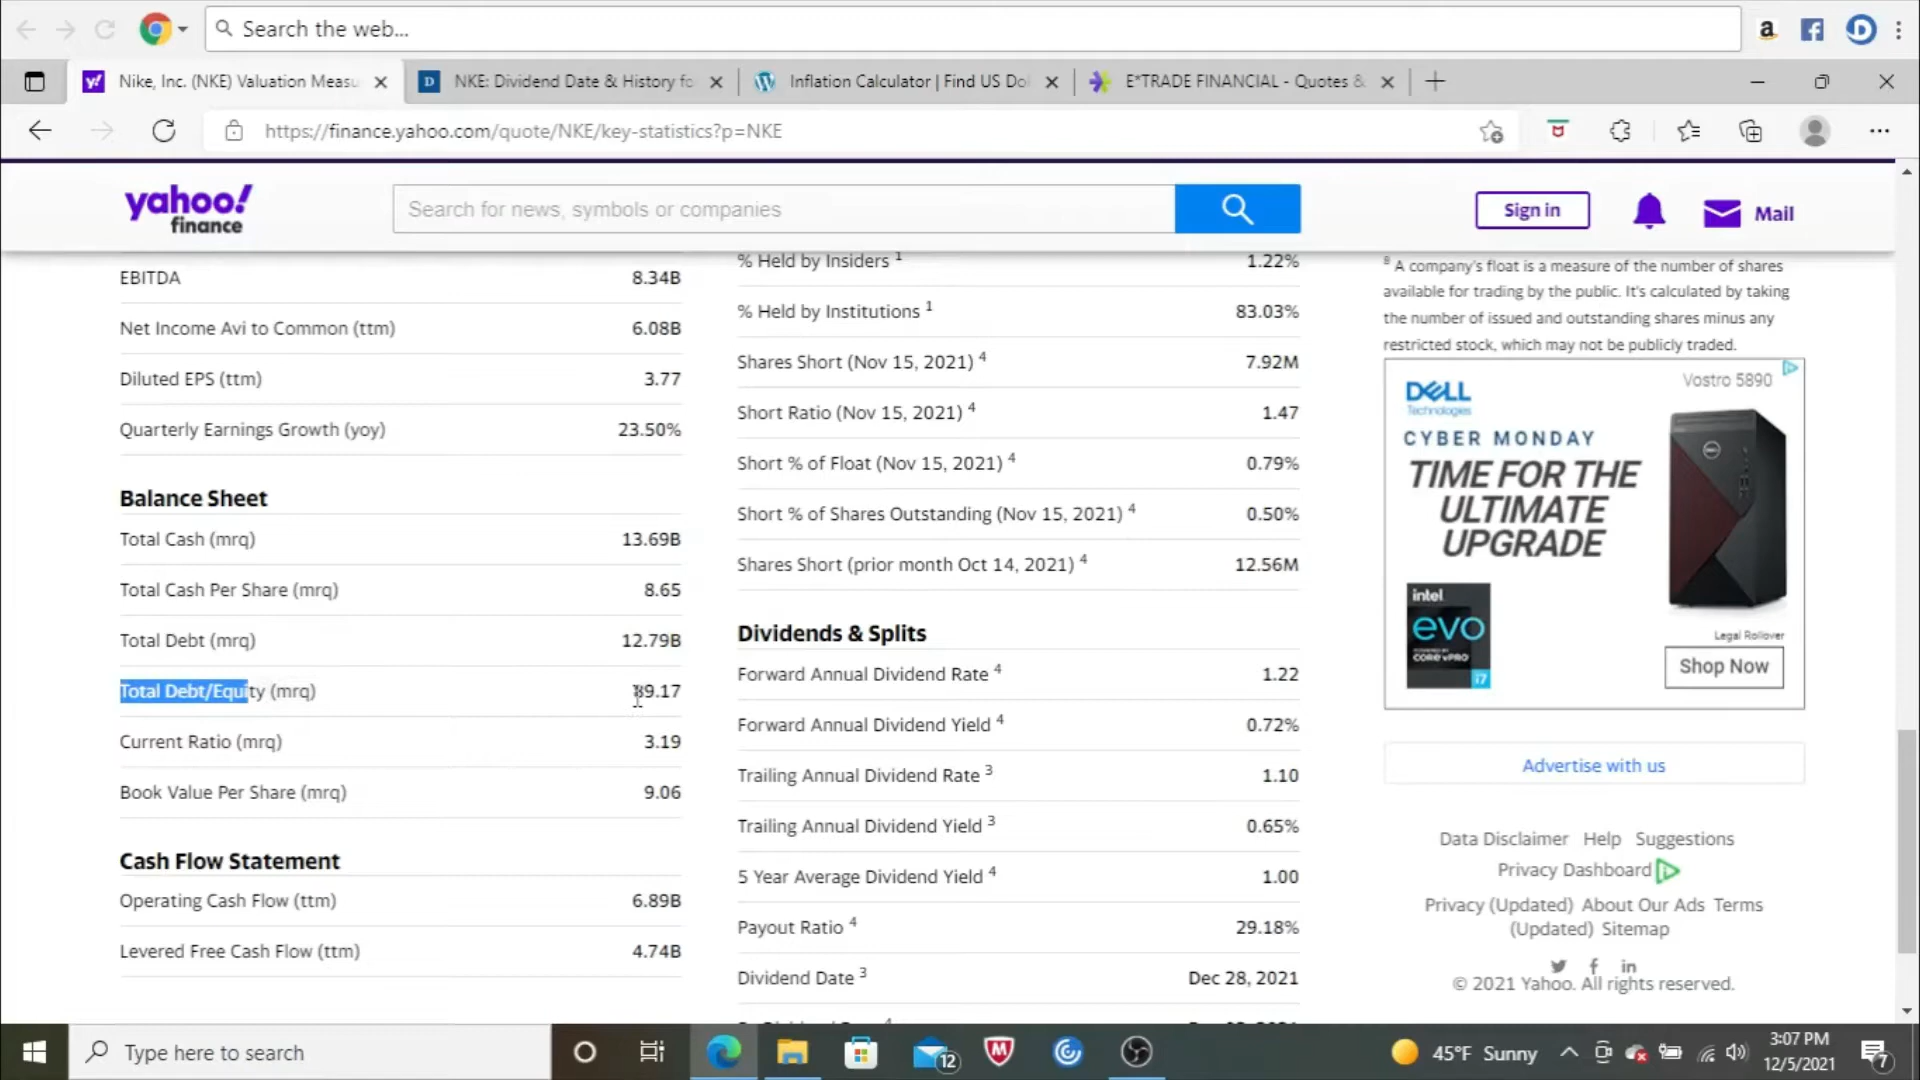 Search the web...
a
D
Nike, Inc. (NKE) Valuation Measu
D
NKE: Dividend Date & History fo
Inflation Calculator | Find US Dol
E*TRADE FINANCIAL - Quotes &
https://finance.yahoo.com/quote/NKE/key-statistics?p=NKE
yahoo!
finance
Search for news, symbols or companies
Sign in
Mail
EBITDA 8.34B
Net Income Avi to Common (ttm) 6.08B
Diluted EPS (ttm) 3.77
Quarterly Earnings Growth (yoy) 23.50%
Balance Sheet
Total Cash (mrq) 13.69B
Total Cash Per Share (mrq) 8.65
Total Debt (mrq) 12.79B
Total Debt/Equity (mrq) 89.17
Current Ratio (mrq) 3.19
Book Value Per Share (mrq) 9.06
Cash Flow Statement
Operating Cash Flow (ttm) 6.89B
Levered Free Cash Flow (ttm) 4.74B
% Held by Insiders 1 1.22%
% Held by Institutions 1 83.03%
Shares Short (Nov 15, 2021) 4 7.92M
Short Ratio (Nov 15, 2021) 4 1.47
Short % of Float (Nov 15, 2021) 4 0.79%
Short % of Shares Outstanding (Nov 15, 2021) 4 0.50%
Shares Short (prior month Oct 14, 2021) 4 12.56M
Dividends & Splits
Forward Annual Dividend Rate 4 1.22
Forward Annual Dividend Yield 4 0.72%
Trailing Annual Dividend Rate 3 1.10
Trailing Annual Dividend Yield 3 0.65%
5 Year Average Dividend Yield 4 1.00
Payout Ratio 4 29.18%
Dividend Date 3 Dec 28, 2021
8 A company's float is a measure of the number of shares
available for trading by the public. It's calculated by taking
the number of issued and outstanding shares minus any
restricted stock, which may not be publicly traded.
DELL
Technologies
Vostro 5890
CYBER MONDAY
TIME FOR THE
ULTIMATE
UPGRADE
intel
evo
POWERED BY
CORE vPRO
i7
Legal Rollover
Shop Now
Advertise with us
Data Disclaimer Help Suggestions
Privacy Dashboard
Privacy (Updated) About Our Ads Terms
(Updated) Sitemap
© 2021 Yahoo. All rights reserved.
Type here to search
12
45°F Sunny
3:07 PM
12/5/2021
7